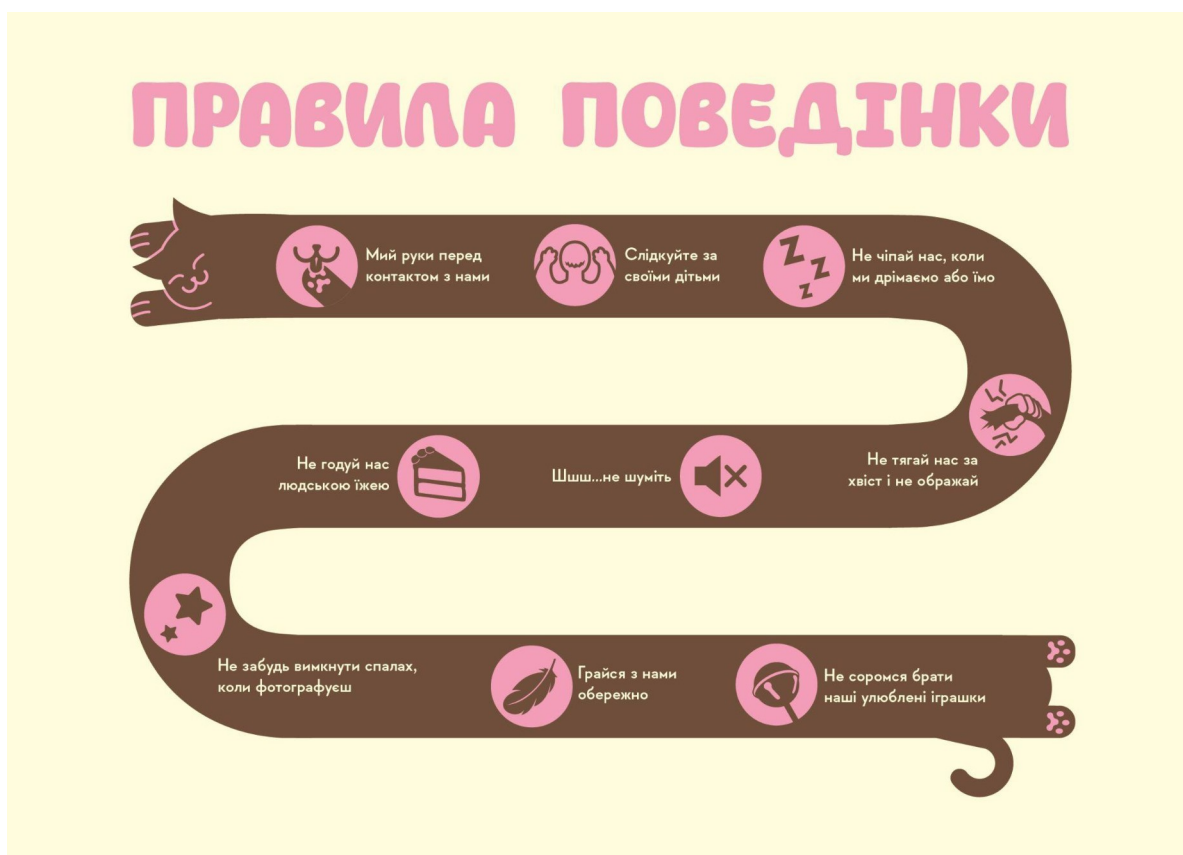 ПРАВИЛА ПОВЕДІНКИ
Мий руки перед
контактом з нами
Слідкуйте за
своїми дітьми
Не чіпай нас, коли
ми дрімаємо або їмо
Не тягай нас за
хвіст і не ображай
Шшш...не шуміть
Не годуй нас
людською їжею
Не забудь вимкнути спалах,
коли фотографуєш
Грайся з нами
обережно
Не соромся брати
наші улюблені іграшки